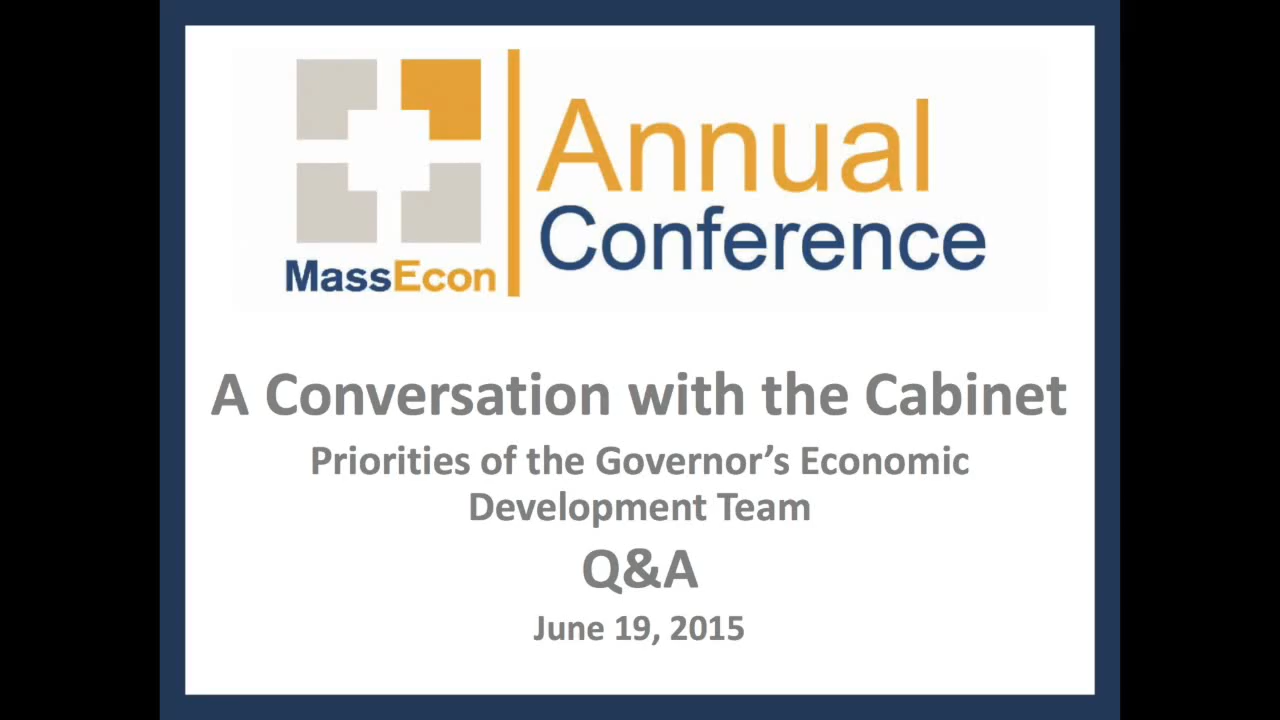 Annual
Conference
MassEcon
A Conversation with the Cabinet
Priorities of the Governor’s Economic
Development Team
Q&A
June 19, 2015